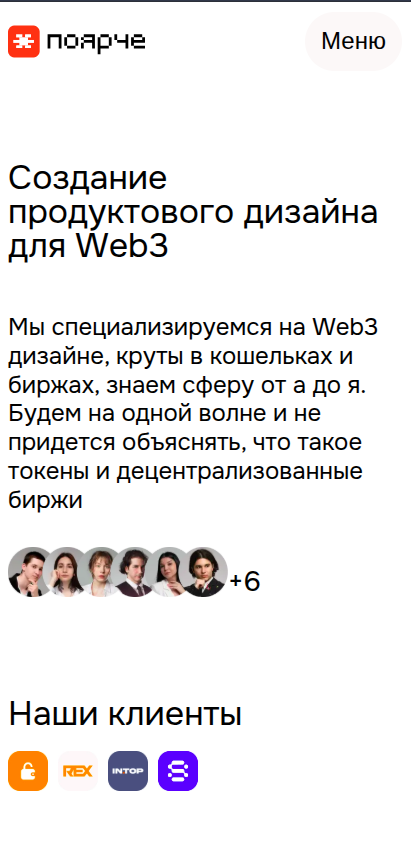 поярче
Меню
Создание
продуктового дизайна
для Web3
Мы специализируемся на Web3
дизайне, круты в кошельках и
биржах, знаем сферу от а до я.
Будем на одной волне и не
придется объяснять, что такое
токены и децентрализованные
биржи
+6
Наши клиенты
REX
INTOP